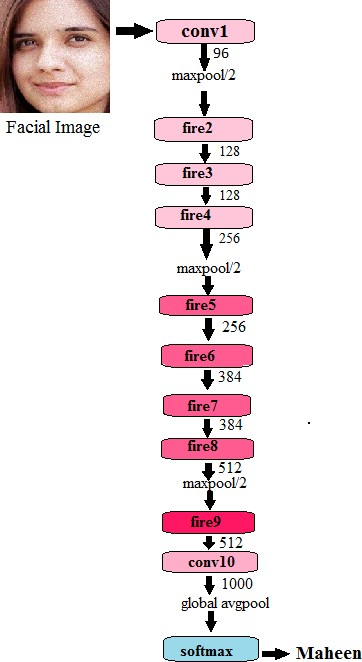 conv1
96
maxpool/2
Facial Image
fire2
128
fire3
128
fire4
256
maxpool/2
fire5
256
fire6
384
fire7
384
fire8
512
maxpool/2
fire9
512
conv10
1000
global avgpool
softmax
Maheen